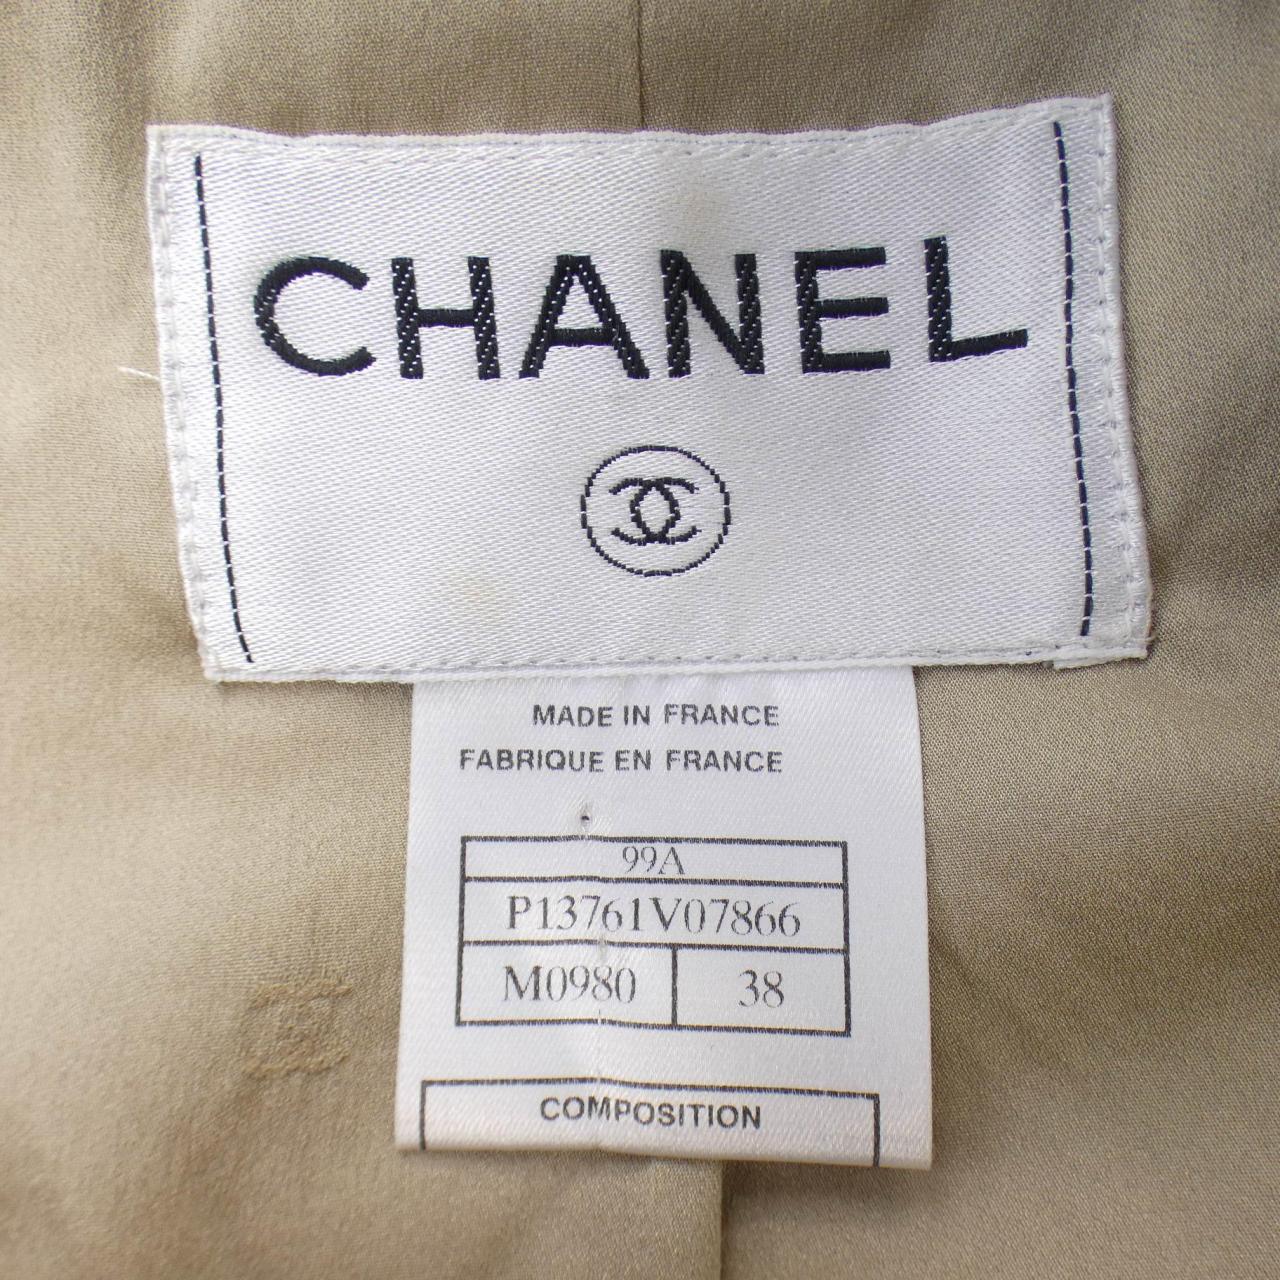 CHANEL
MADE IN FRANCE
FABRIQUE EN FRANCE
99A
P13761V07866
M0980 38
COMPOSITION